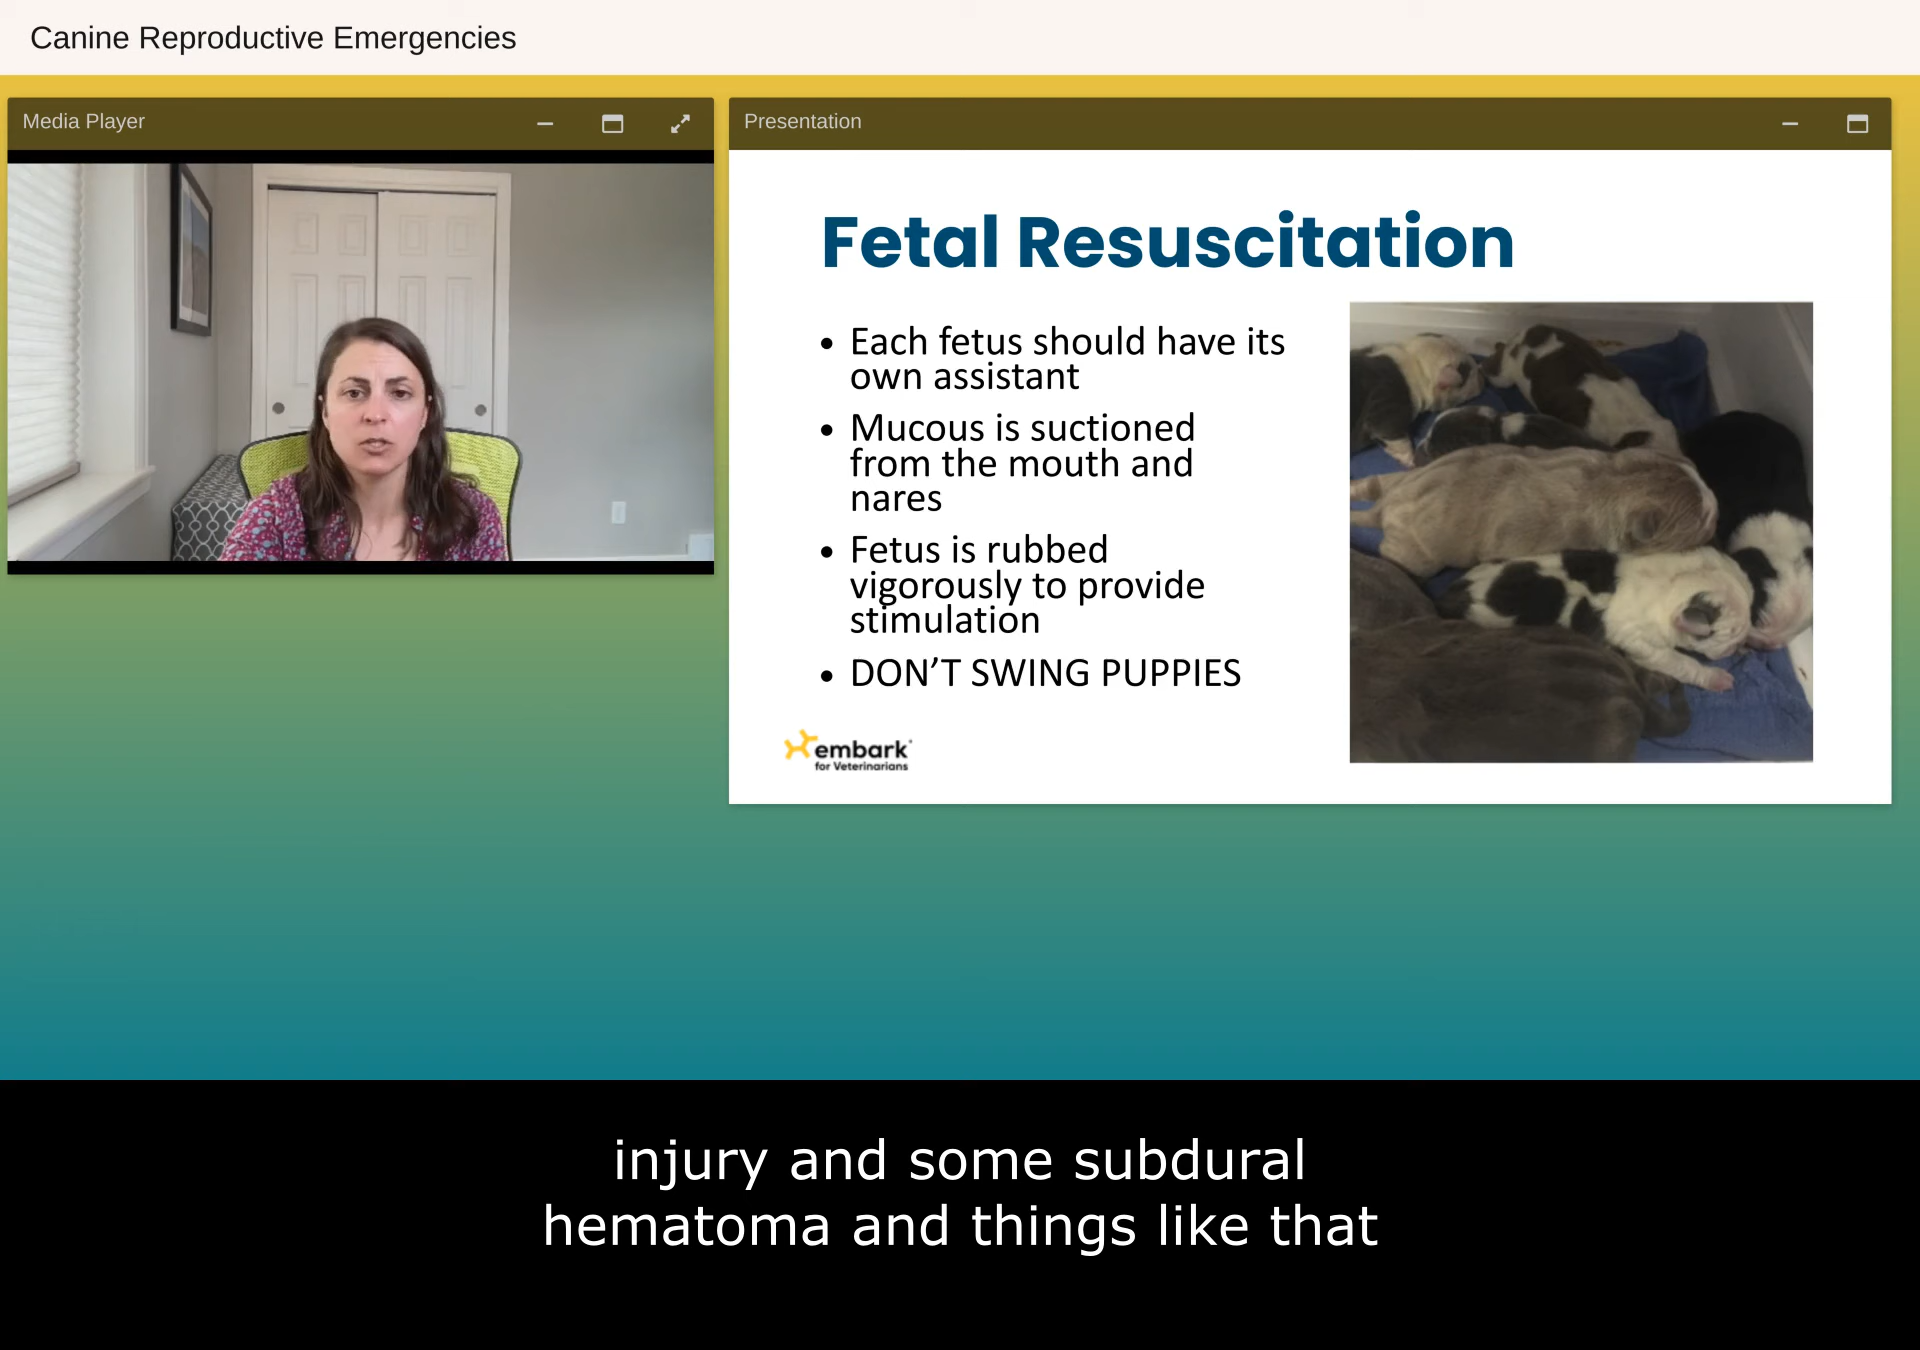 Canine Reproductive Emergencies
Media Player
Presentation
Fetal Resuscitation
• Each fetus should have its
own assistant
• Mucous is suctioned
from the mouth and
nares
• Fetus is rubbed
vigorously to provide
stimulation
• DON’T SWING PUPPIES
embark
for Veterinarians
injury and some subdural
hematoma and things like that